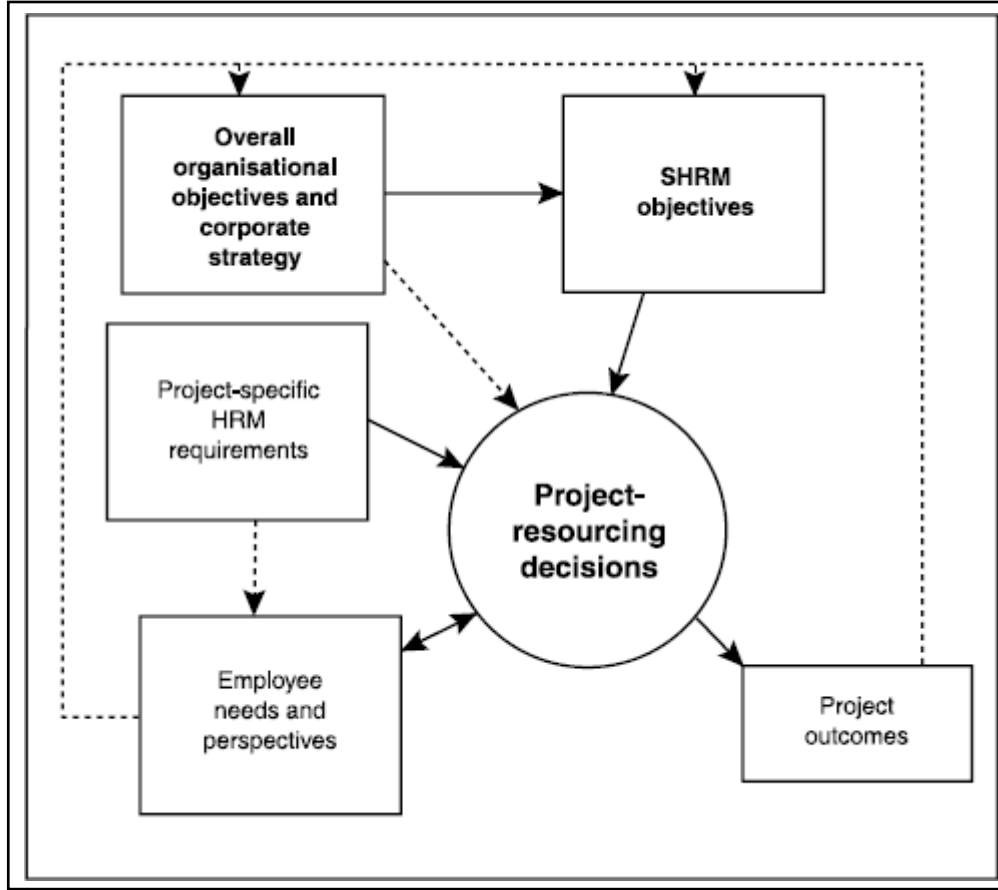 Overall
organisational
objectives and
corporate
strategy
SHRM
objectives
Project-specific
HRM
requirements
Project-
resourcing
decisions
Employee
needs and
perspectives
Project
outcomes